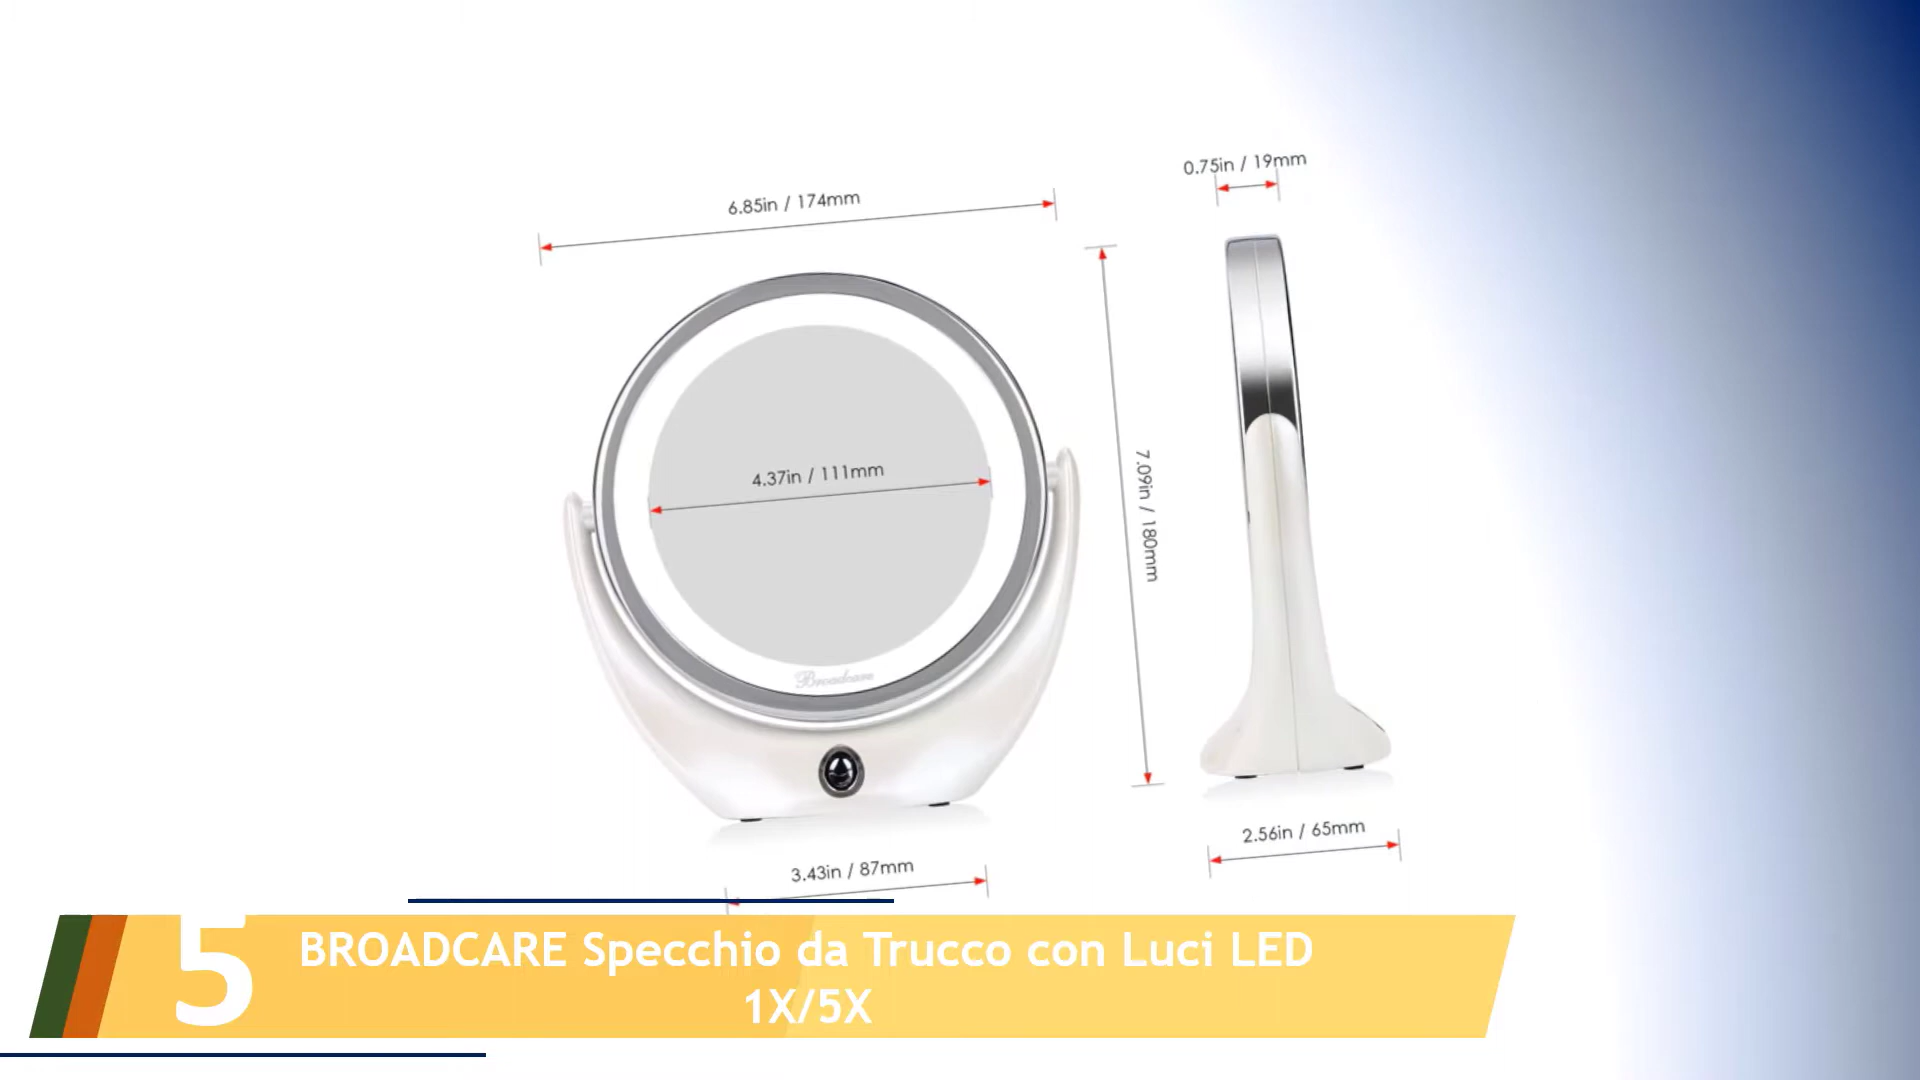 0.75in / 19mm
6.85in / 174mm
4.37in / 111mm
7.09in / 180mm
Broadcare
2.56in / 65mm
3.43in / 87mm
5
BROADCARE Specchio da Trucco con Luci LED
1X/5X